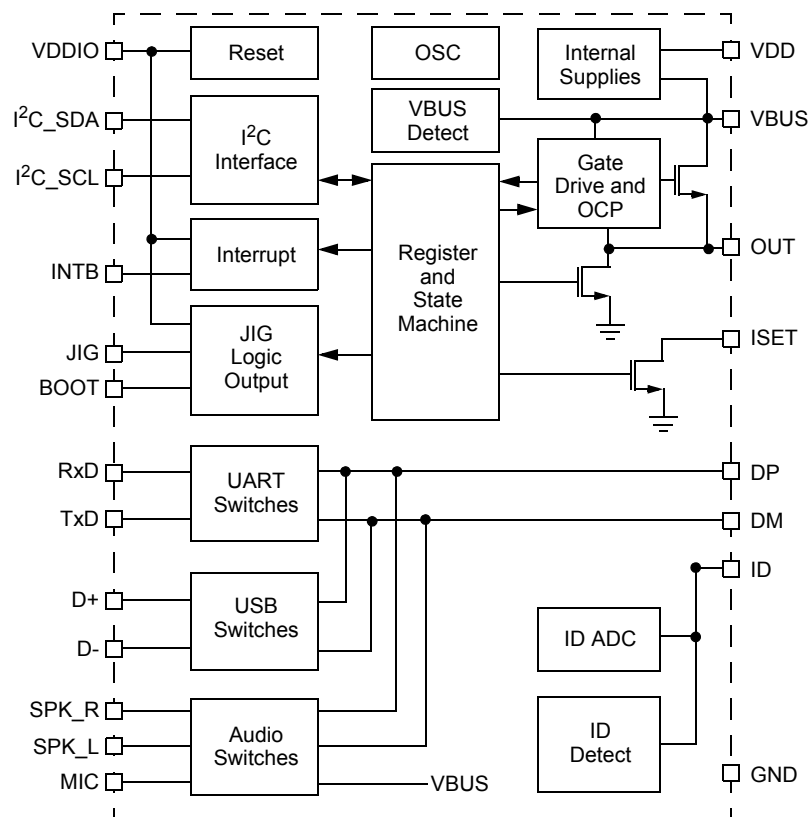 VDDIO
Reset
OSC
Internal
Supplies
VDD
I²C_SDA
I²C
Interface
VBUS
Detect
VBUS
I²C_SCL
Gate
Drive and
OCP
INTB
Interrupt
Register
and
State
Machine
OUT
JIG
BOOT
JIG
Logic
Output
ISET
RxD
TxD
UART
Switches
DP
DM
D+
D-
USB
Switches
ID
ID ADC
SPK_R
SPK_L
MIC
Audio
Switches
VBUS
ID
Detect
GND